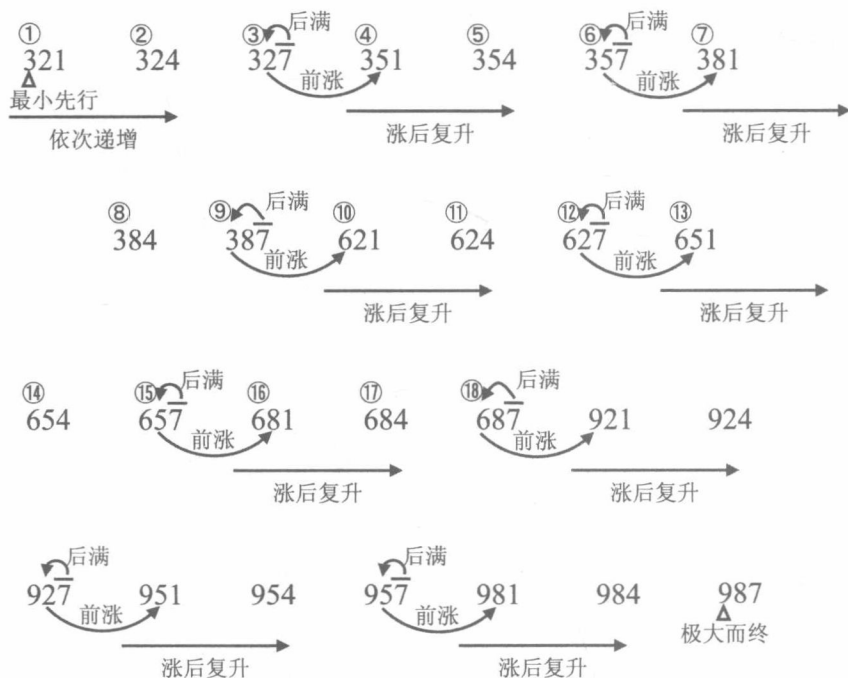 后满 后满
① ② ③ ④ ⑤ ⑥ ⑦
321 324 327 351 354 357 381
前涨 前涨
最小先行
依次递增 涨后复升 涨后复升
后满 后满
⑧ ⑨ ⑩ ⑪ ⑫ ⑬
384 387 621 624 627 651
前涨 前涨
涨后复升 涨后复升
后满 后满
⑭ ⑮ ⑯ ⑰ ⑱
654 657 681 684 687 921 924
前涨 前涨
涨后复升 涨后复升
后满 后满
927 951 954 957 981 984 987
前涨 前涨 极大而终
涨后复升 涨后复升